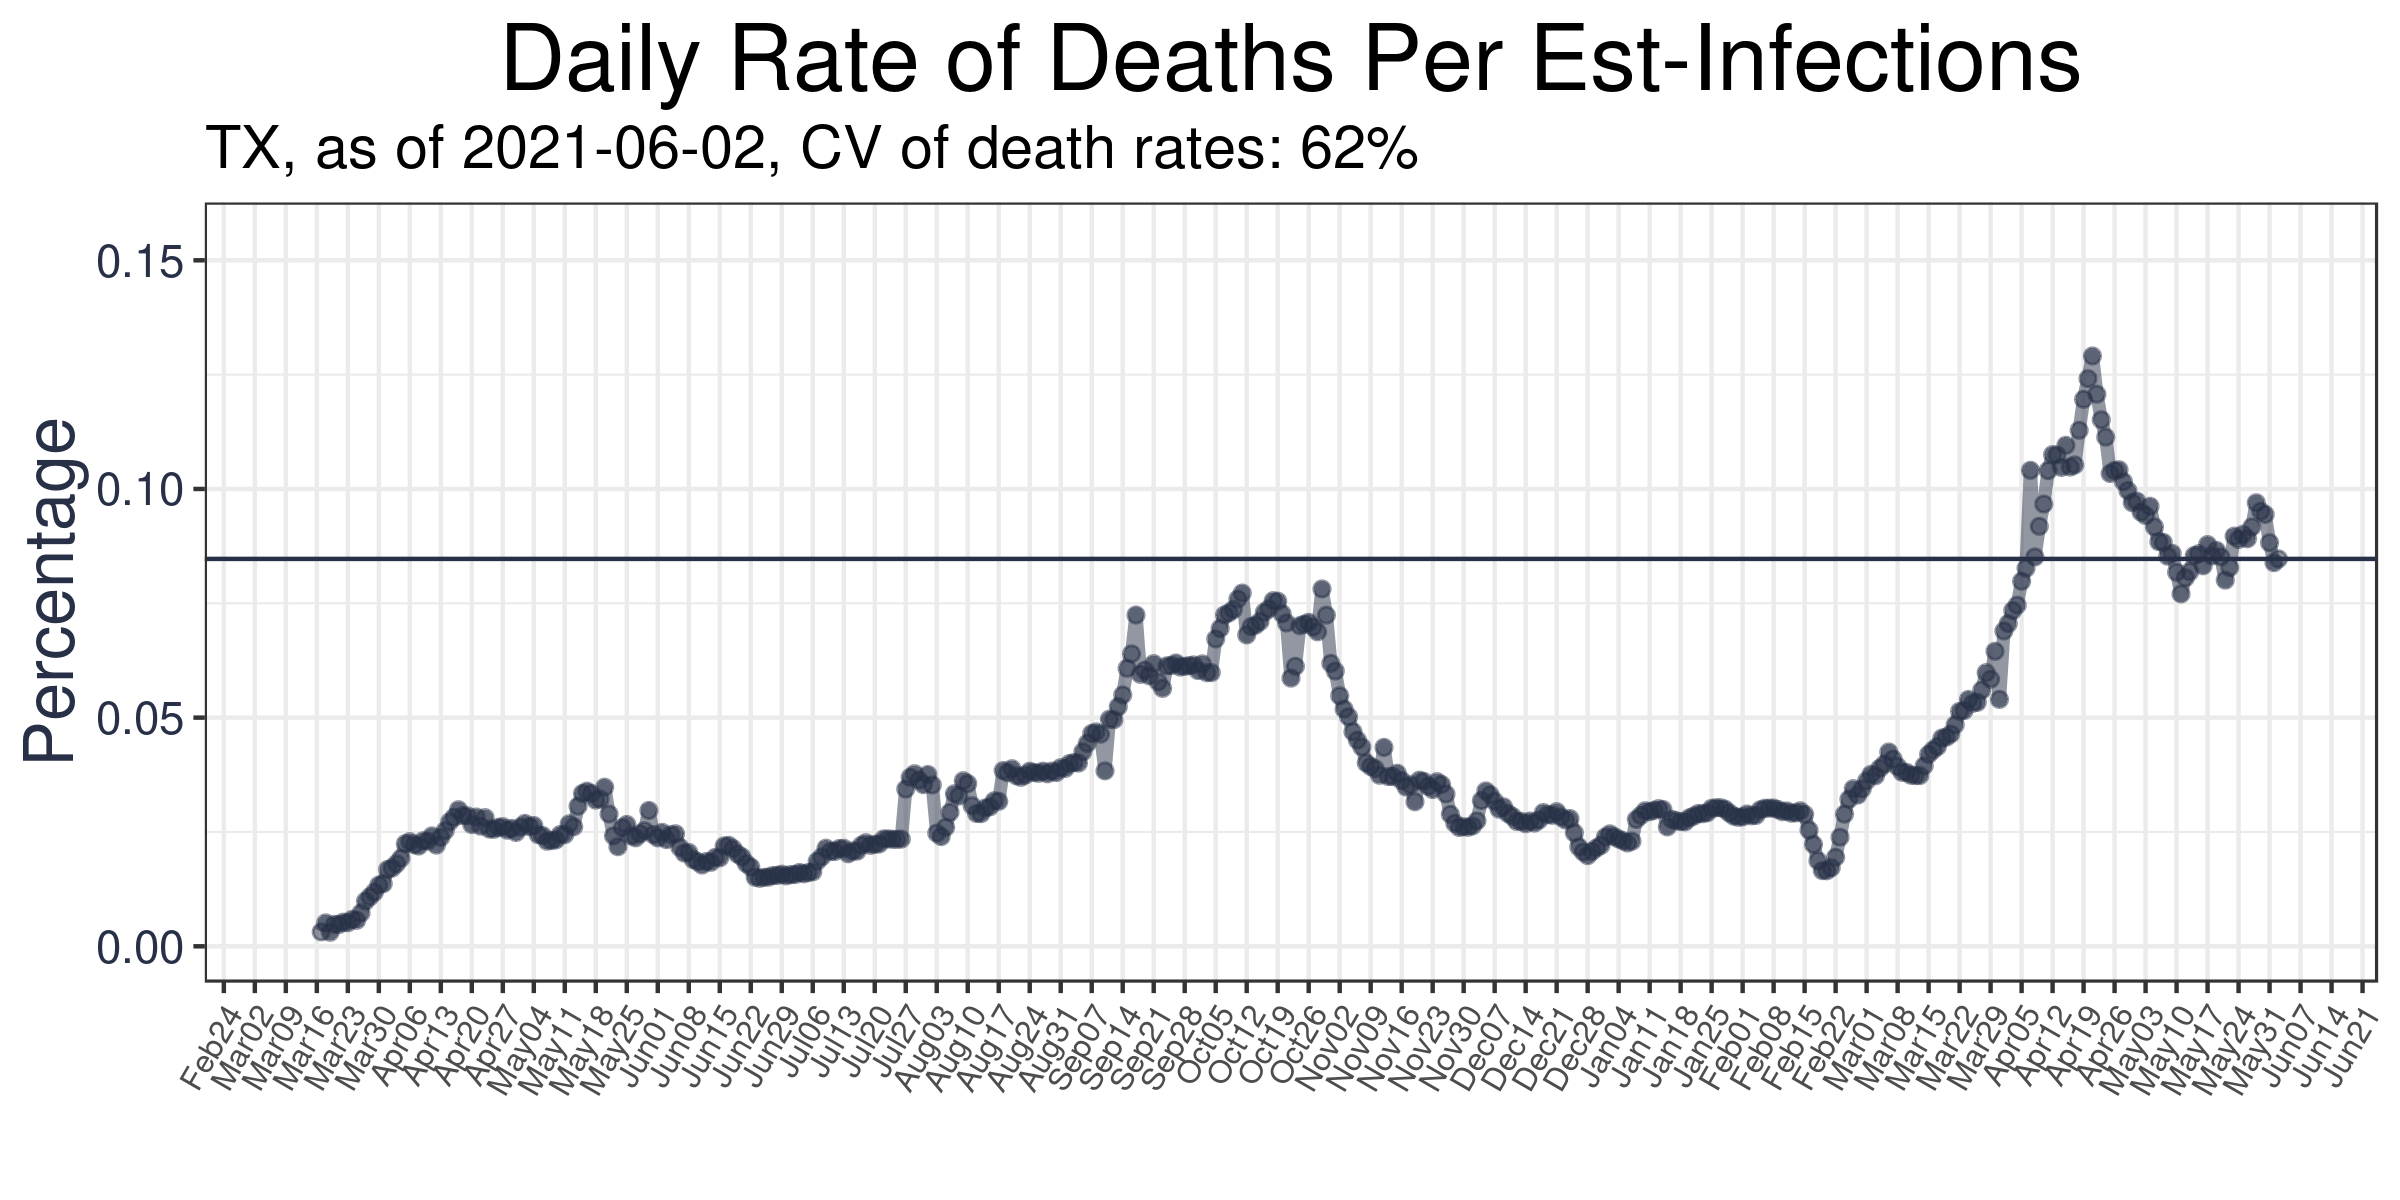 Daily Rate of Deaths Per Est-Infections
TX, as of 2021-06-02, CV of death rates: 62%
Percentage
0.15
0.10
0.05
0.00
Feb24
Mar02
Mar09
Mar16
Mar23
Mar30
Apr06
Apr13
Apr20
Apr27
May04
May11
May18
May25
Jun01
Jun08
Jun15
Jun22
Jun29
Jul06
Jul13
Jul20
Jul27
Aug03
Aug10
Aug17
Aug24
Aug31
Sep07
Sep14
Sep21
Sep28
Oct05
Oct12
Oct19
Oct26
Nov02
Nov09
Nov16
Nov23
Nov30
Dec07
Dec14
Dec21
Dec28
Jan04
Jan11
Jan18
Jan25
Feb01
Feb08
Feb15
Feb22
Mar01
Mar08
Mar15
Mar22
Mar29
Apr05
Apr12
Apr19
Apr26
May03
May10
May17
May24
May31
Jun07
Jun14
Jun21